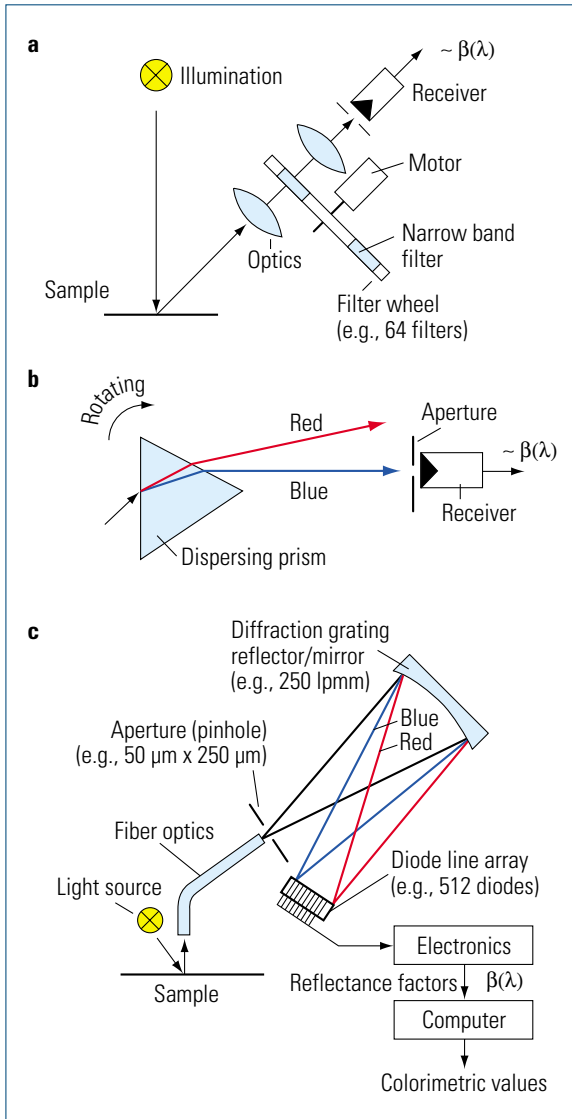 a
~ β(λ)
Illumination
Receiver
Motor
Optics
Narrow band
filter
Sample
Filter wheel
(e.g., 64 filters)
b
Rotating
Red
Aperture
~ β(λ)
Blue
Receiver
Dispersing prism
c
Diffraction grating
reflector/mirror
(e.g., 250 lpmm)
Blue
Red
Aperture (pinhole)
(e.g., 50 µm x 250 µm)
Fiber optics
Light source
Diode line array
(e.g., 512 diodes)
Sample
Electronics
Reflectance factors
β(λ)
Computer
Colorimetric values